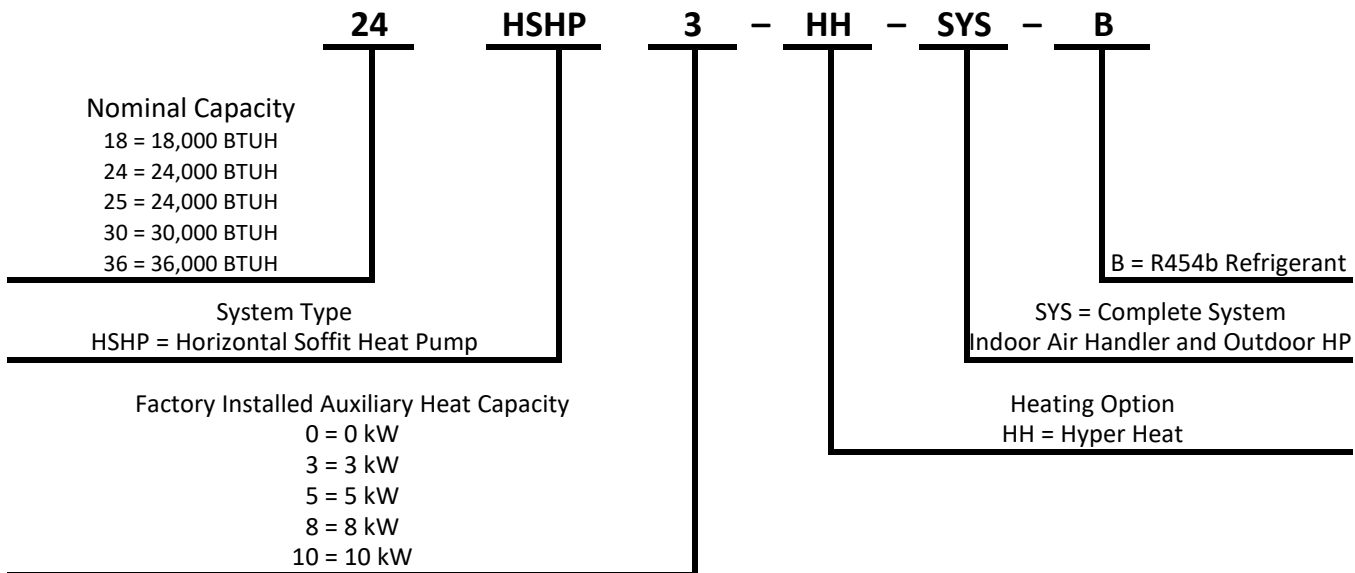 24 HSHP 3 – HH – SYS – B
Nominal Capacity
18 = 18,000 BTUH
24 = 24,000 BTUH
25 = 24,000 BTUH
30 = 30,000 BTUH
36 = 36,000 BTUH
B = R454b Refrigerant
System Type
HSHP = Horizontal Soffit Heat Pump
SYS = Complete System
Indoor Air Handler and Outdoor HP
Factory Installed Auxiliary Heat Capacity
0 = 0 kW
3 = 3 kW
5 = 5 kW
8 = 8 kW
10 = 10 kW
Heating Option
HH = Hyper Heat